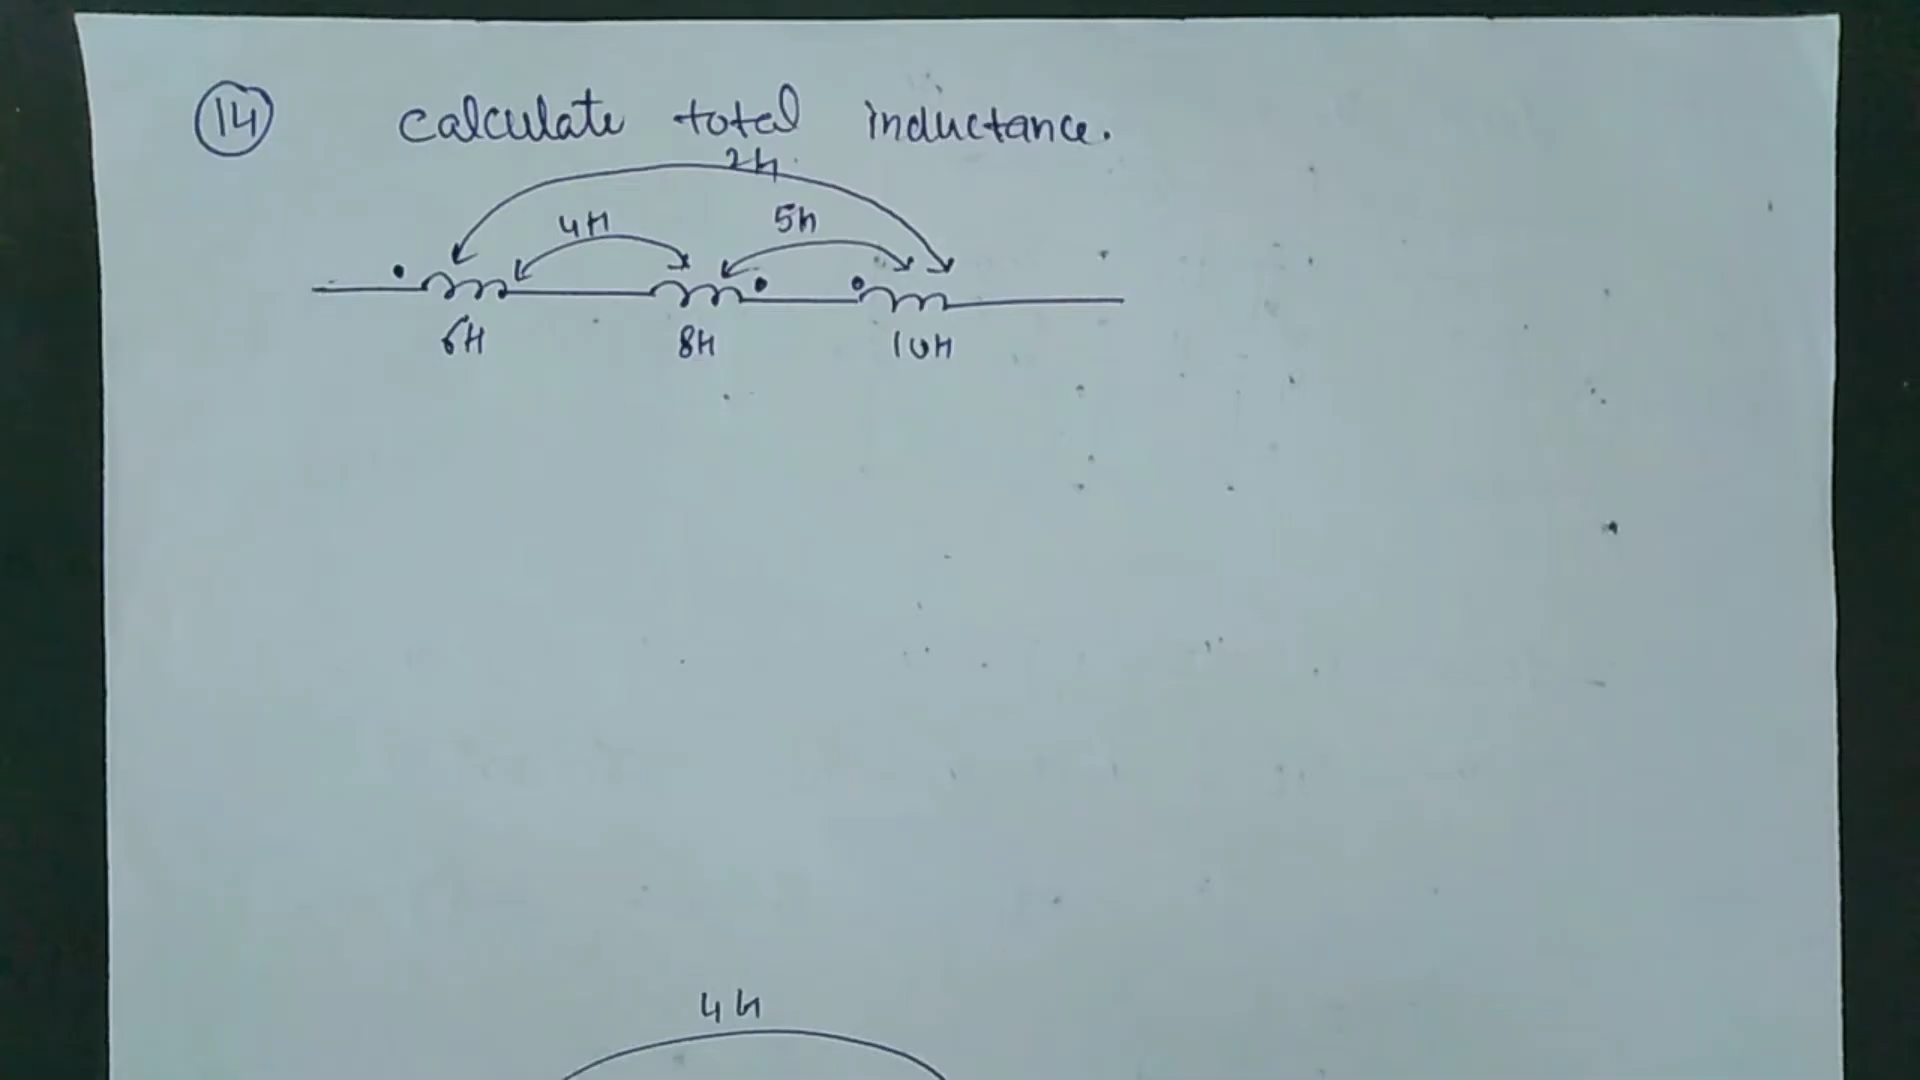 14 calculate total inductance.
2H
4H 5H
6H 8H 10H
4H